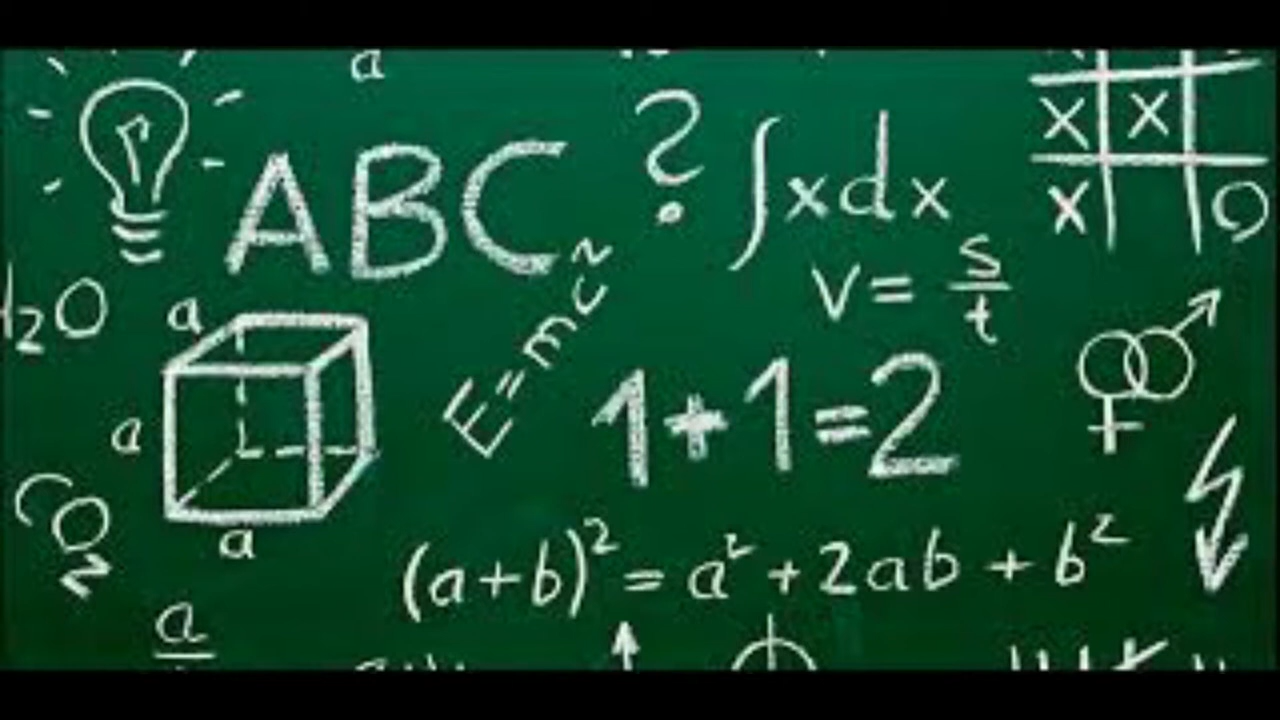 a
ABC
?
∫xdx
X X
X O
v = s/t
H₂O
a
E=mc²
1+1=2
a
CO₂
a
(a+b)² = a² + 2ab + b²
a